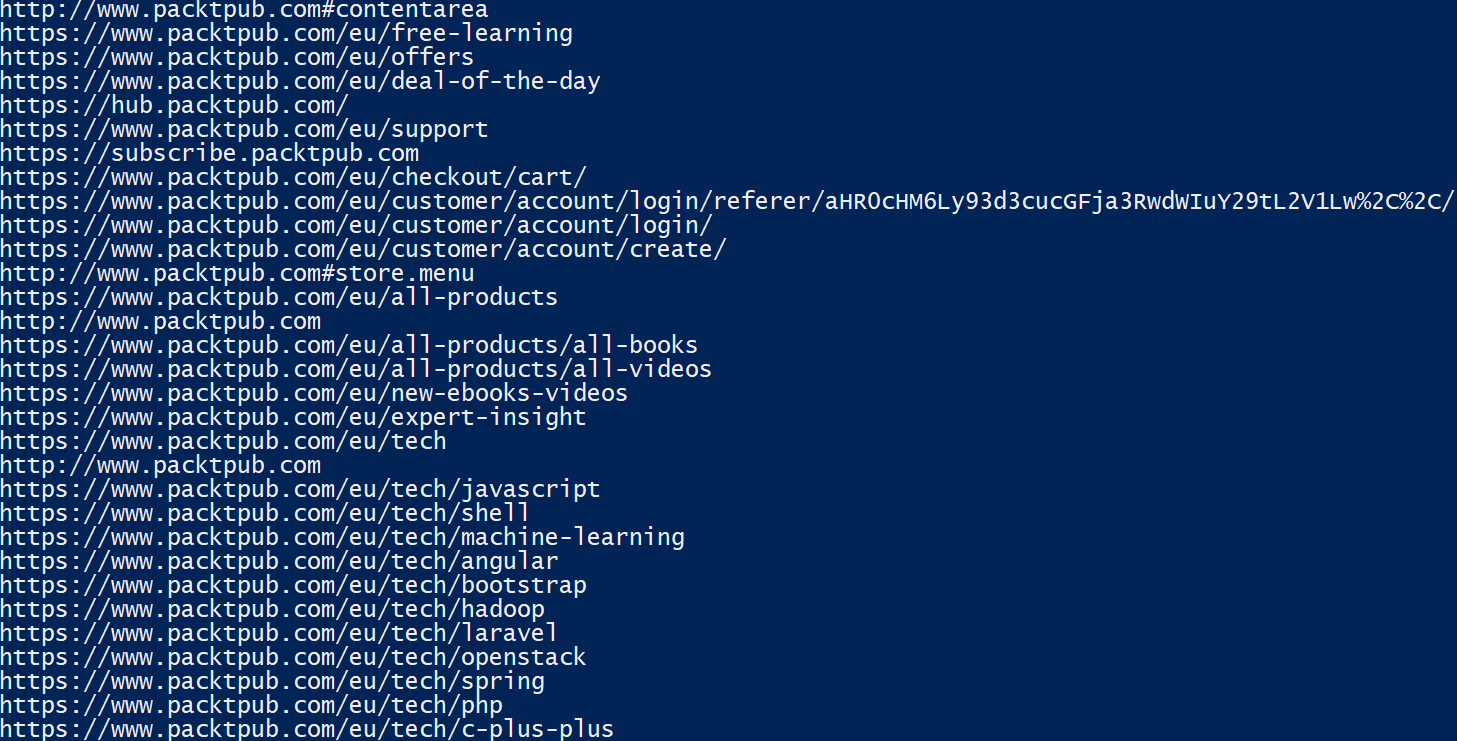 http://www.packtpub.com#contentarea
https://www.packtpub.com/eu/free-learning
https://www.packtpub.com/eu/offers
https://www.packtpub.com/eu/deal-of-the-day
https://hub.packtpub.com/
https://www.packtpub.com/eu/support
https://subscribe.packtpub.com
https://www.packtpub.com/eu/checkout/cart/
https://www.packtpub.com/eu/customer/account/login/referer/aHR0cHM6Ly93d3cucGFja3RwdWIuY29tL2V1Lw%2C%2C/
https://www.packtpub.com/eu/customer/account/login/
https://www.packtpub.com/eu/customer/account/create/
http://www.packtpub.com#store.menu
https://www.packtpub.com/eu/all-products
http://www.packtpub.com
https://www.packtpub.com/eu/all-products/all-books
https://www.packtpub.com/eu/all-products/all-videos
https://www.packtpub.com/eu/new-ebooks-videos
https://www.packtpub.com/eu/expert-insight
https://www.packtpub.com/eu/tech
http://www.packtpub.com
https://www.packtpub.com/eu/tech/javascript
https://www.packtpub.com/eu/tech/shell
https://www.packtpub.com/eu/tech/machine-learning
https://www.packtpub.com/eu/tech/angular
https://www.packtpub.com/eu/tech/bootstrap
https://www.packtpub.com/eu/tech/hadoop
https://www.packtpub.com/eu/tech/laravel
https://www.packtpub.com/eu/tech/openstack
https://www.packtpub.com/eu/tech/spring
https://www.packtpub.com/eu/tech/php
https://www.packtpub.com/eu/tech/c-plus-plus